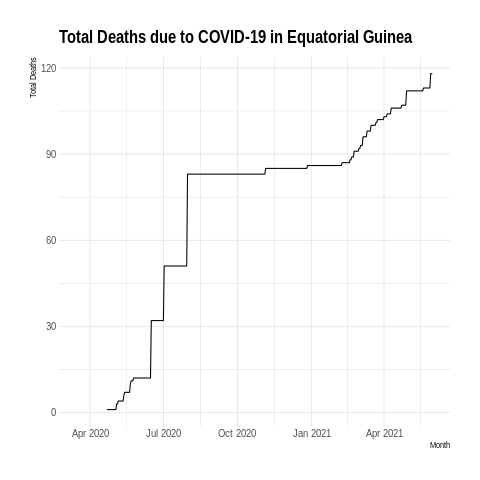 Total Deaths due to COVID-19 in Equatorial Guinea
Total Deaths
120
90
60
30
0
Apr 2020 Jul 2020 Oct 2020 Jan 2021 Apr 2021
Month